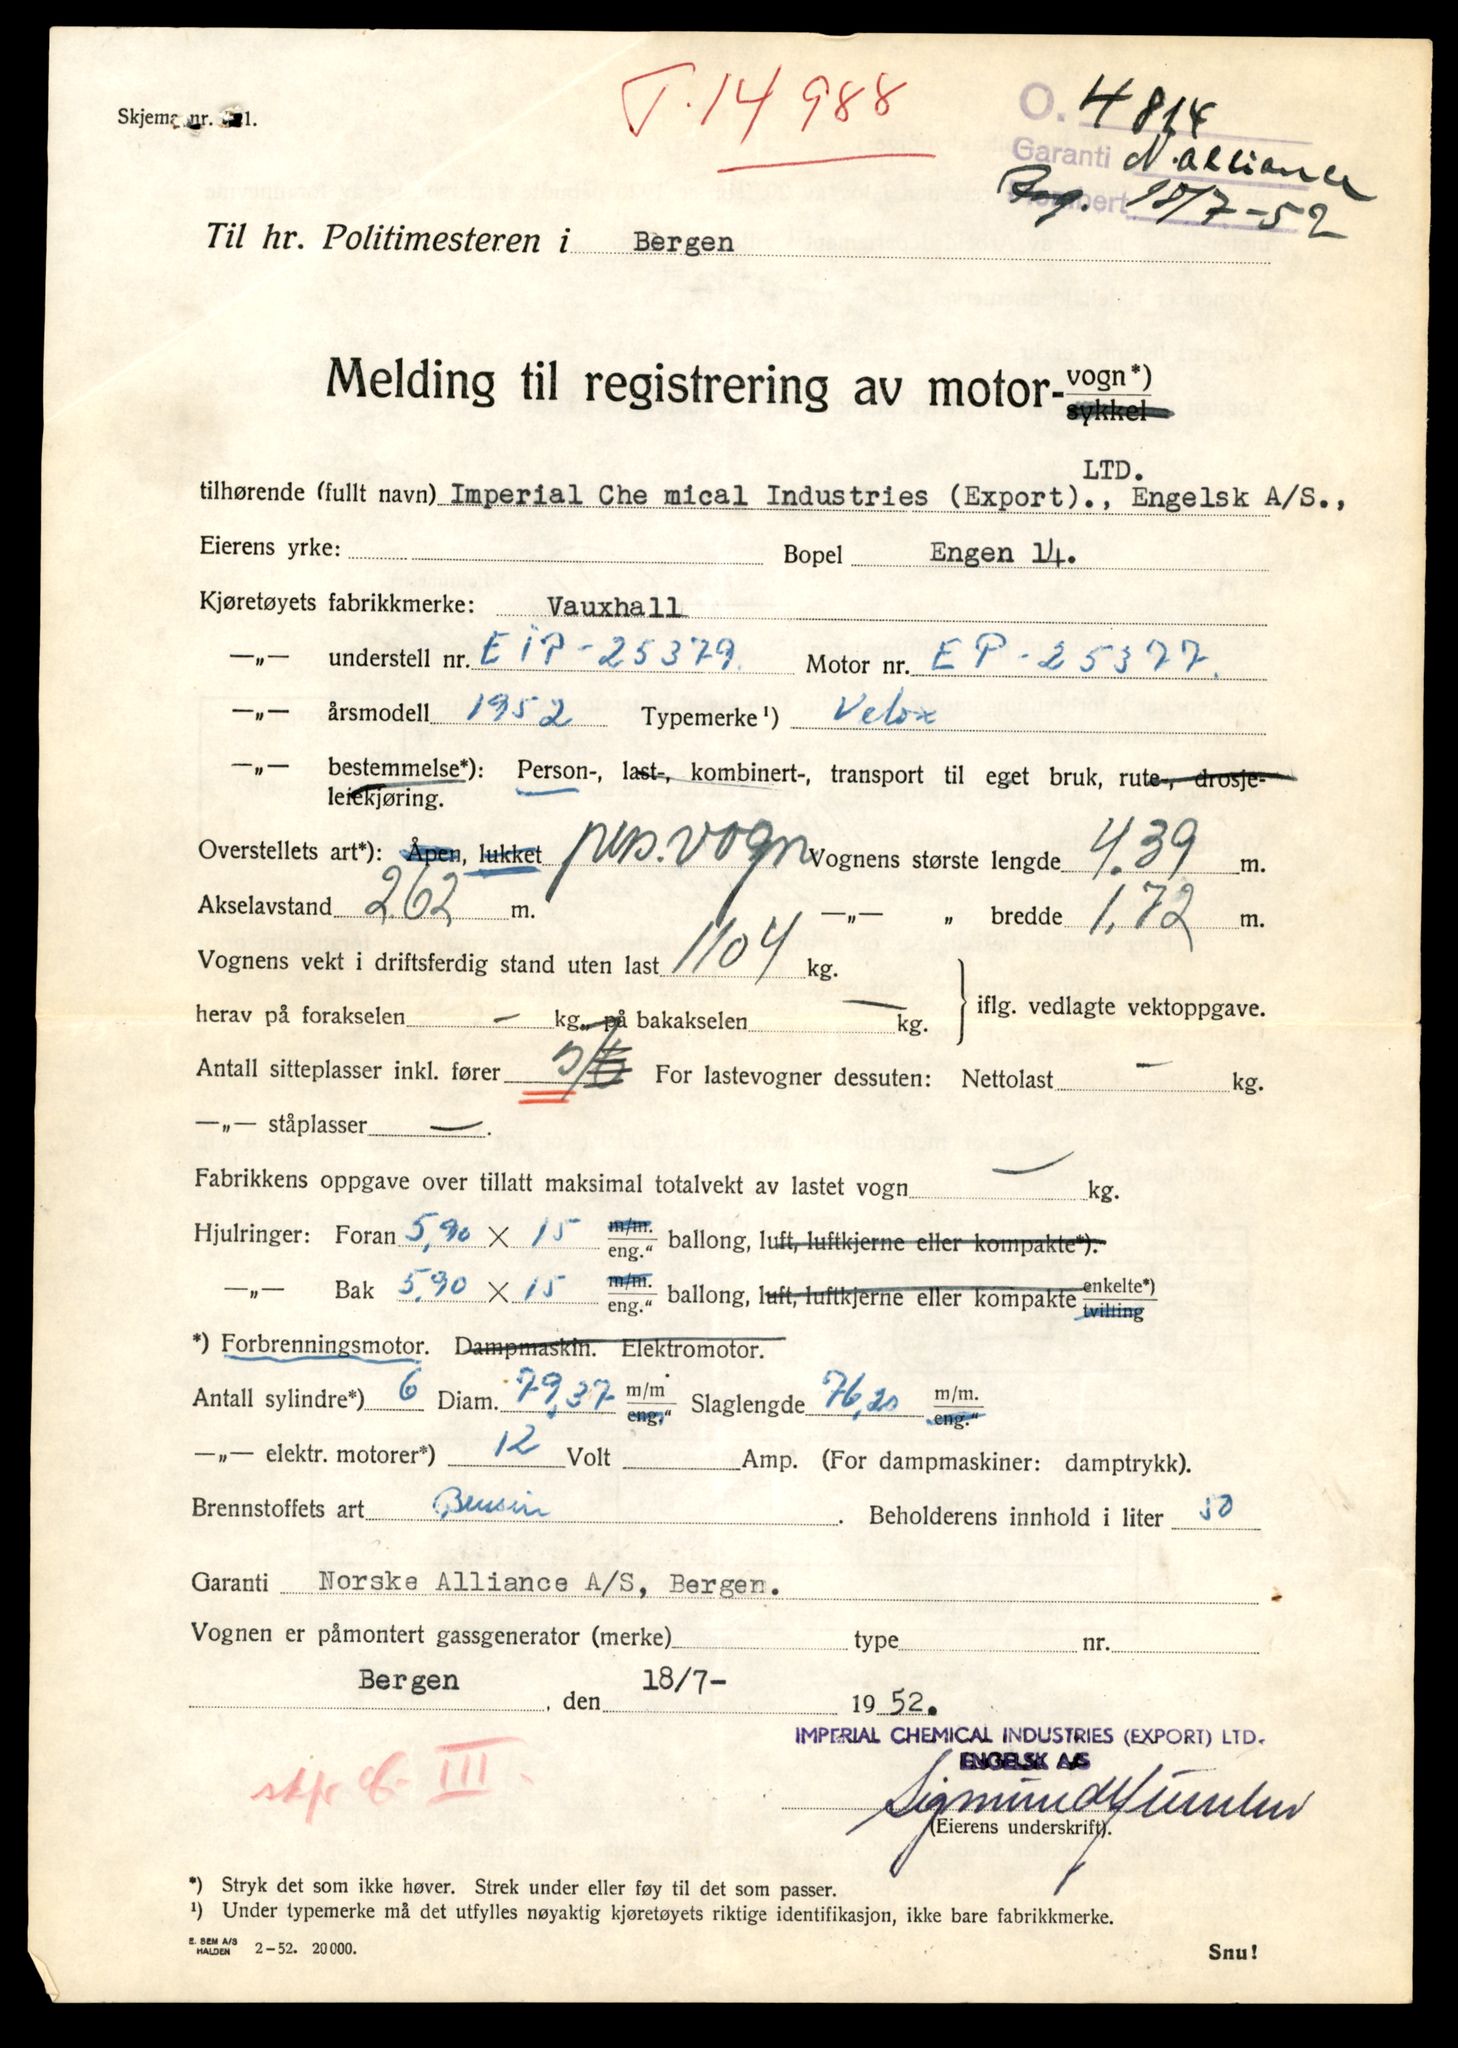 T. 14988
O. 4814
Garanti N. Alliance
Reg. 18/7-52
Skjema nr. 1.
Til hr. Politimesteren i Bergen
Melding til registrering av motor- vogn*)
sykkel
LTD.
tilhørende (fullt navn) Imperial Che mical Industries (Export)., Engelsk A/S.,
Eierens yrke: Bopel Engen 14.
Kjøretøyets fabrikkmerke: Vauxhall
—„— understell nr. EIP-25379. Motor nr. EP-25377.
—„— årsmodell 1952 Typemerke¹) Velox
—„— bestemmelse*): Person-, last-, kombinert-, transport til eget bruk, rute-, drosje-
leiekjøring.
Overstellets art*): Åpen, lukket pers.vogn Vognens største lengde 4.39 m.
Akselavstand 2.62 m. —„— „ bredde 1.72 m.
Vognens vekt i driftsferdig stand uten last 1104 kg.
herav på forakselen — kg., på bakakselen — kg. iflg. vedlagte vektoppgave.
Antall sitteplasser inkl. fører 5/ For lastevogner dessuten: Nettolast — kg.
—„— ståplasser —.
Fabrikkens oppgave over tillatt maksimal totalvekt av lastet vogn — kg.
Hjulringer: Foran 5,90 × 15 m/m. eng.“ ballong, luft, luftkjerne eller kompakte*).
—„— Bak 5,90 × 15 m/m. eng.“ ballong, luft, luftkjerne eller kompakte enkelte*) tvilting
*) Forbrenningsmotor. Dampmaskin. Elektromotor.
Antall sylindre*) 6 Diam. 79,37 m/m eng.“ Slaglengde 76,20 m/m. eng.“
—„— elektr. motorer*) 12 Volt Amp. (For dampmaskiner: damptrykk).
Brennstoffets art Bensin . Beholderens innhold i liter 50
Garanti Norske Alliance A/S, Bergen.
Vognen er påmontert gassgenerator (merke) type nr.
Bergen , den 18/7- 1952.
IMPERIAL CHEMICAL INDUSTRIES (EXPORT) LTD.
ENGELSK A/S
Sigmund
(Eierens underskrift).
III.
*) Stryk det som ikke høver. Strek under eller føy til det som passer.
¹) Under typemerke må det utfylles nøyaktig kjøretøyets riktige identifikasjon, ikke bare fabrikkmerke.
E. SEM A/S
HALDEN 2-52. 20000.
Snu!